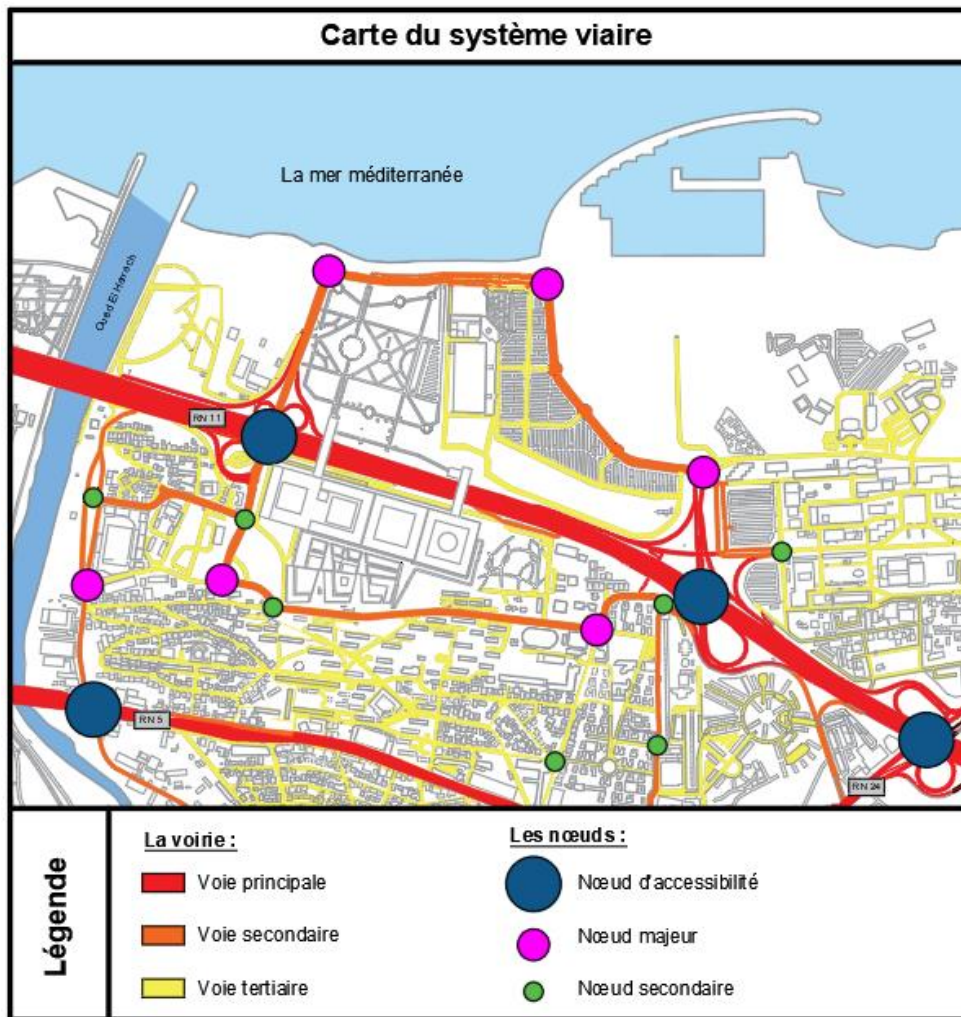 Carte du système viaire
La mer méditerranée
Oued El Harrach
RN 11
RN 5
RN 24
Légende
La voirie :
Voie principale
Voie secondaire
Voie tertiaire
Les nœuds :
Nœud d'accessibilité
Nœud majeur
Nœud secondaire